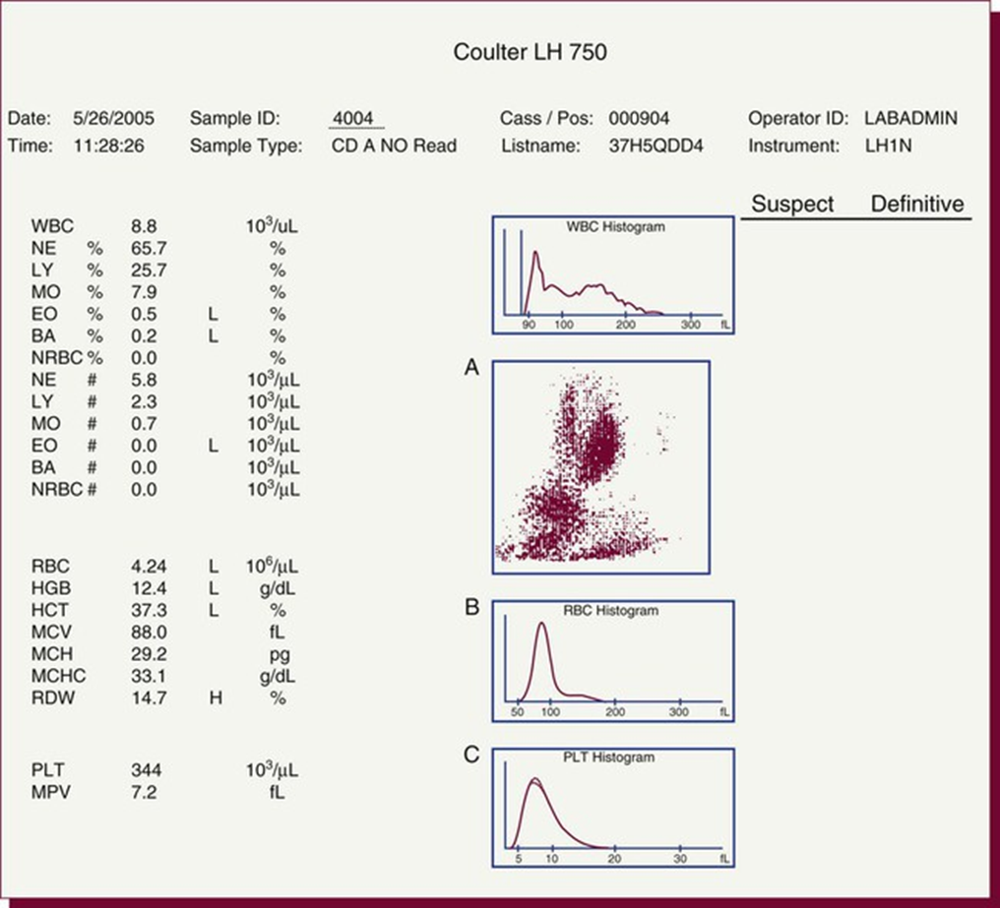 Coulter LH 750
Date: 5/26/2005 Sample ID: 4004 Cass / Pos: 000904 Operator ID: LABADMIN
Time: 11:28:26 Sample Type: CD A NO Read Listname: 37H5QDD4 Instrument: LH1N
Suspect Definitive
WBC 8.8 10³/uL
NE % 65.7 %
LY % 25.7 %
MO % 7.9 %
EO % 0.5 L %
BA % 0.2 L %
NRBC % 0.0 %
NE # 5.8 10³/µL
LY # 2.3 10³/µL
MO # 0.7 10³/µL
EO # 0.0 L 10³/µL
BA # 0.0 10³/µL
NRBC # 0.0 10³/µL
RBC 4.24 L 10⁶/µL
HGB 12.4 L g/dL
HCT 37.3 L %
MCV 88.0 fL
MCH 29.2 pg
MCHC 33.1 g/dL
RDW 14.7 H %
PLT 344 10³/µL
MPV 7.2 fL
WBC Histogram
90 100 200 300 fL
A
B
RBC Histogram
50 100 200 300 fL
C
PLT Histogram
5 10 20 30 fL